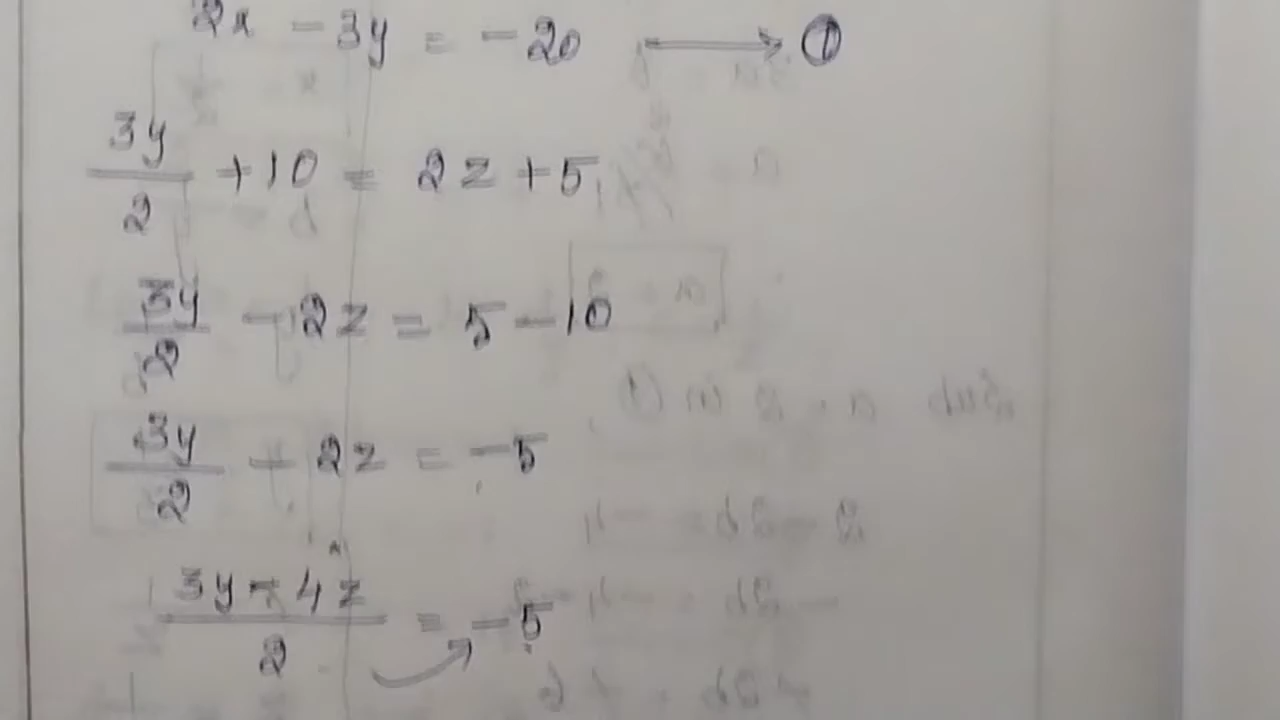 2x - 3y = -20 → ①
3y/2 + 10 = 2z + 5
3y/2 - 2z = 5 - 10
3y/2 - 2z = -5
(3y - 4z)/2 = -5